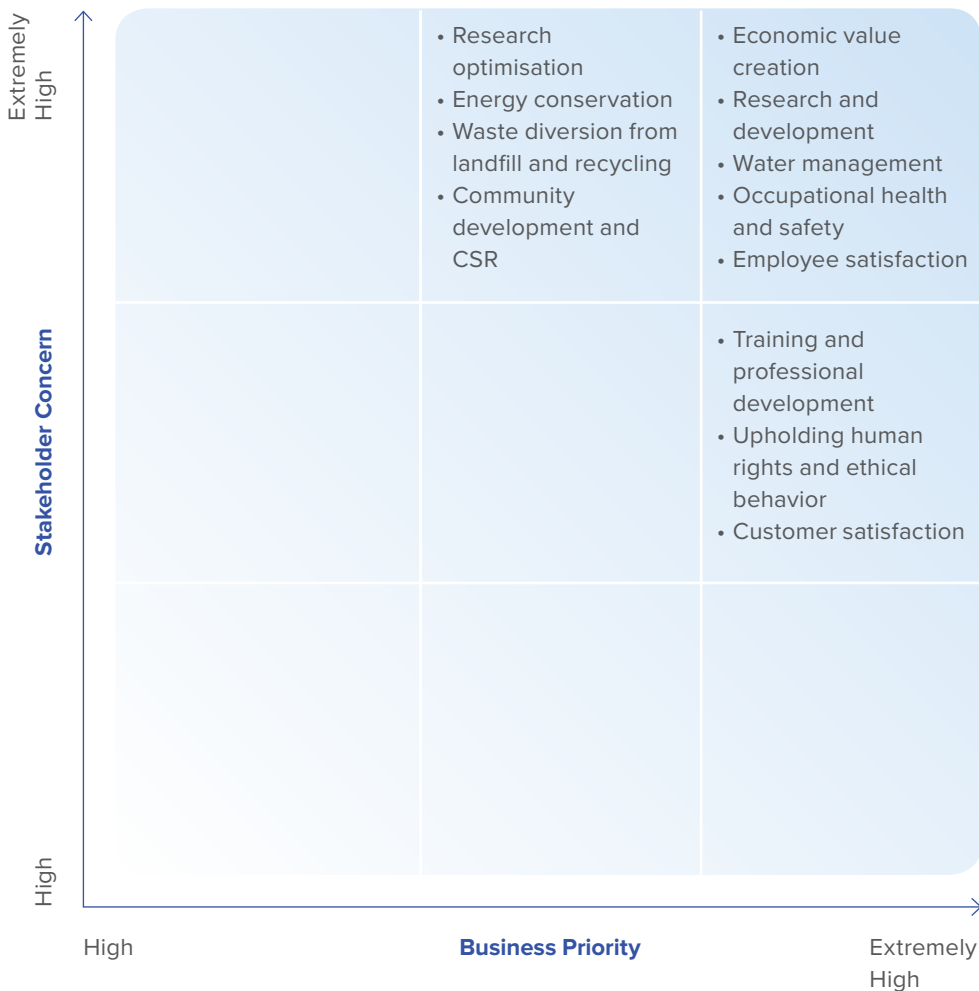 Extremely
High
• Research
optimisation
• Energy conservation
• Waste diversion from
landfill and recycling
• Community
development and
CSR
• Economic value
creation
• Research and
development
• Water management
• Occupational health
and safety
• Employee satisfaction
Stakeholder Concern
• Training and
professional
development
• Upholding human
rights and ethical
behavior
• Customer satisfaction
High
High
Business Priority
Extremely
High